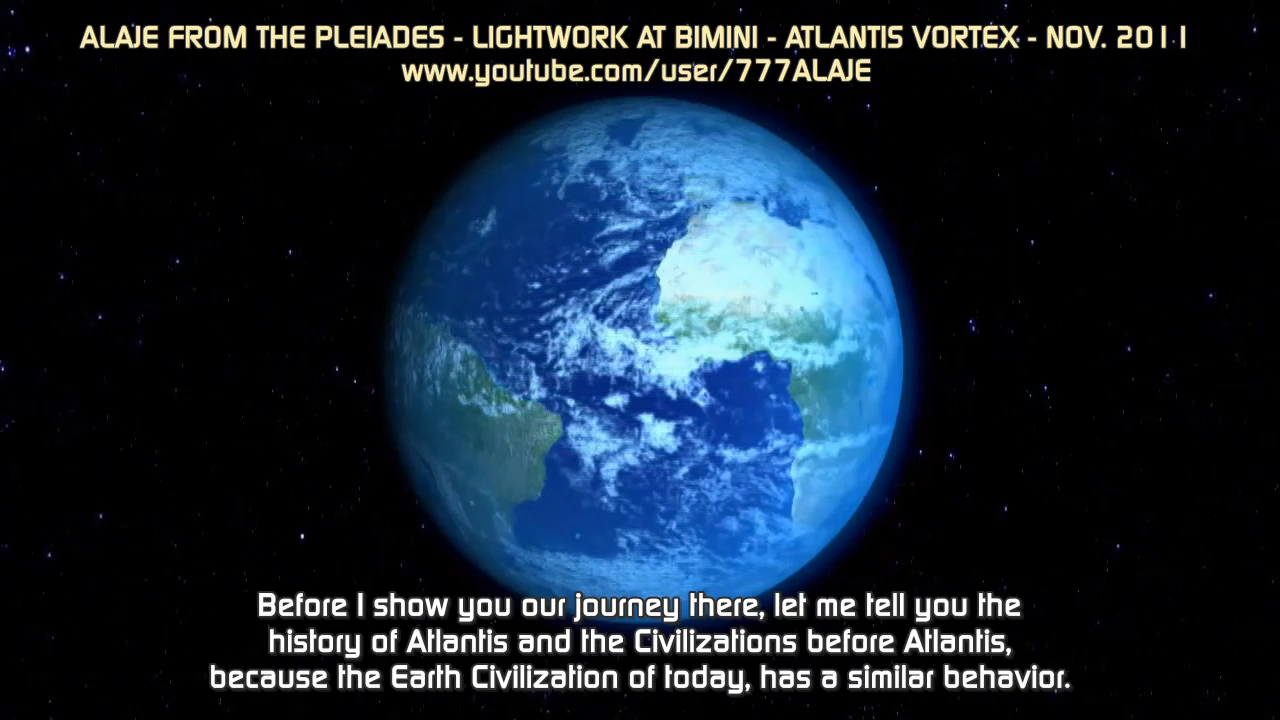 ALAJE FROM THE PLEIADES - LIGHTWORK AT BIMINI - ATLANTIS VORTEX - NOV. 2011
www.youtube.com/user/777ALAJE
Before I show you our journey there, let me tell you the
history of Atlantis and the Civilizations before Atlantis,
because the Earth Civilization of today, has a similar behavior.